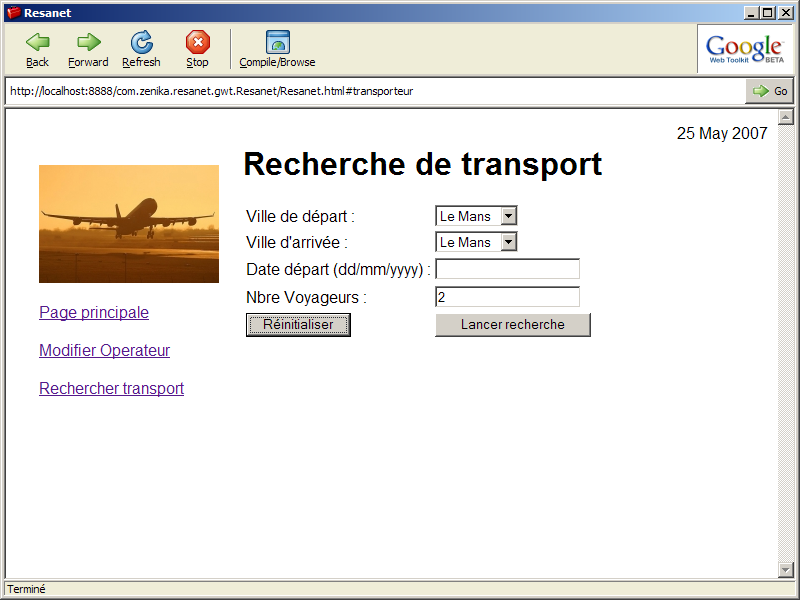 Resanet
Back Forward Refresh Stop Compile/Browse
Google
Web Toolkit BETA
http://localhost:8888/com.zenika.resanet.gwt.Resanet/Resanet.html#transporteur Go
25 May 2007
Recherche de transport
Ville de départ : Le Mans
Ville d'arrivée : Le Mans
Date départ (dd/mm/yyyy) :
Nbre Voyageurs : 2
Réinitialiser Lancer recherche
Page principale
Modifier Operateur
Rechercher transport
Terminé